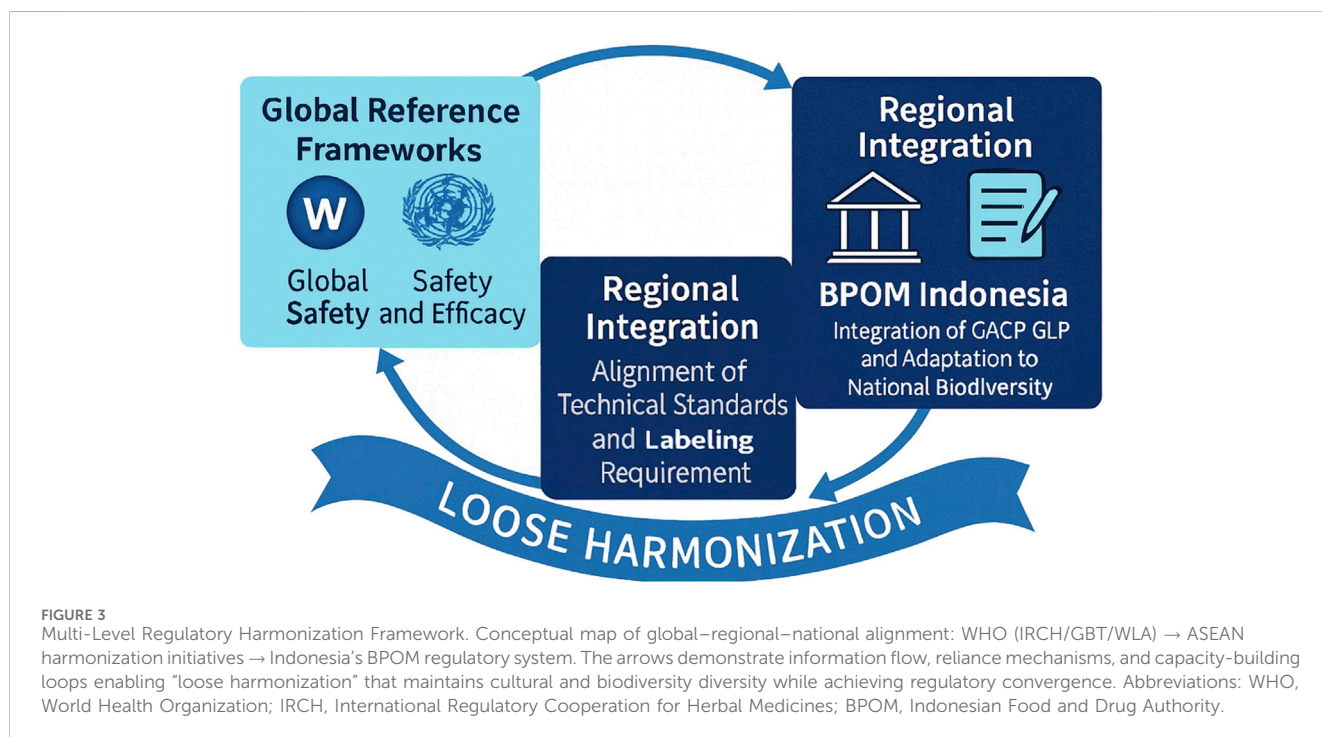 Global Reference
Frameworks
W
Global
Safety
Safety
and Efficacy
Regional
Integration
Alignment of
Technical Standards
and Labeling
Requirement
Regional
Integration
BPOM Indonesia
Integration of GACP GLP
and Adaptation to
National BiodIversity
LOOSE HARMONIZATION
FIGURE 3
Multi-Level Regulatory Harmonization Framework. Conceptual map of global–regional–national alignment: WHO (IRCH/GBT/WLA) → ASEAN
harmonization initiatives → Indonesia's BPOM regulatory system. The arrows demonstrate information flow, reliance mechanisms, and capacity-building
loops enabling “loose harmonization” that maintains cultural and biodiversity diversity while achieving regulatory convergence. Abbreviations: WHO,
World Health Organization; IRCH, International Regulatory Cooperation for Herbal Medicines; BPOM, Indonesian Food and Drug Authority.